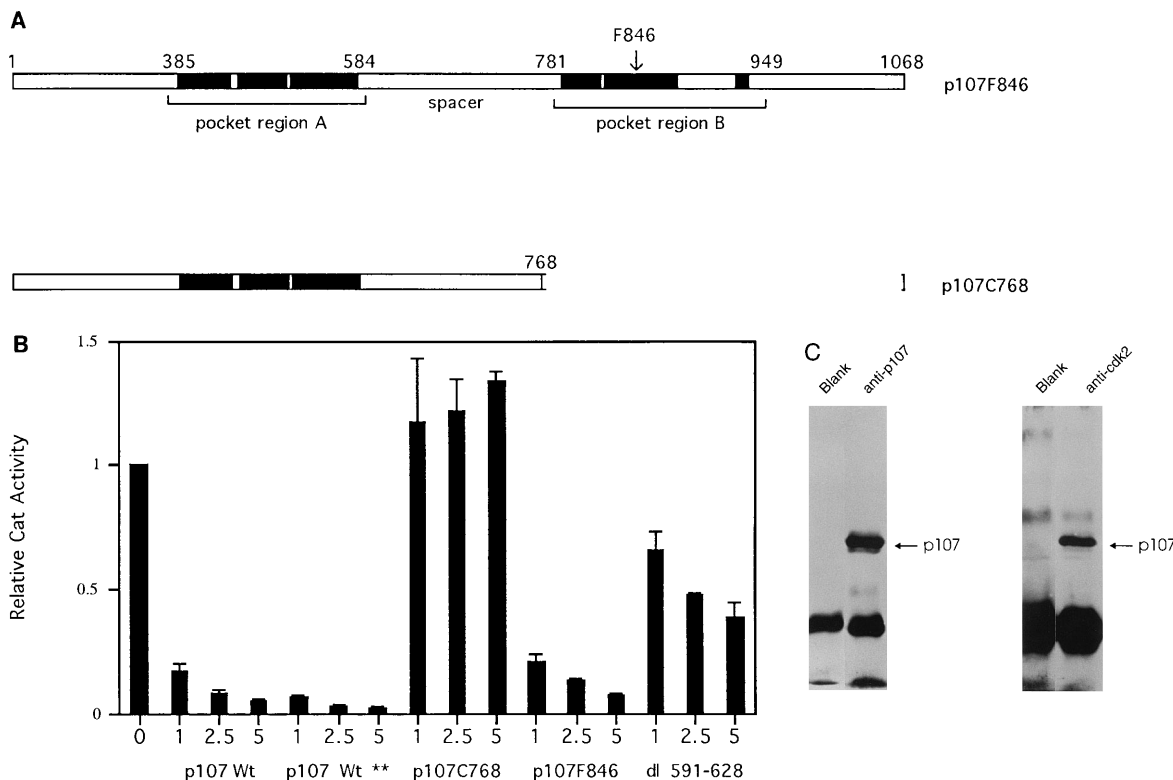 A
F846
1 385 584 781 949 1068
p107F846
spacer
pocket region A
pocket region B
768
p107C768
B
1.5
1
0.5
0
Relative Cat Activity
0 1 2.5 5 1 2.5 5 1 2.5 5 1 2.5 5 1 2.5 5
p107 Wt p107 Wt ** p107C768 p107F846 dl 591-628
C
Blank
anti-p107
p107
Blank
anti-cdk2
p107